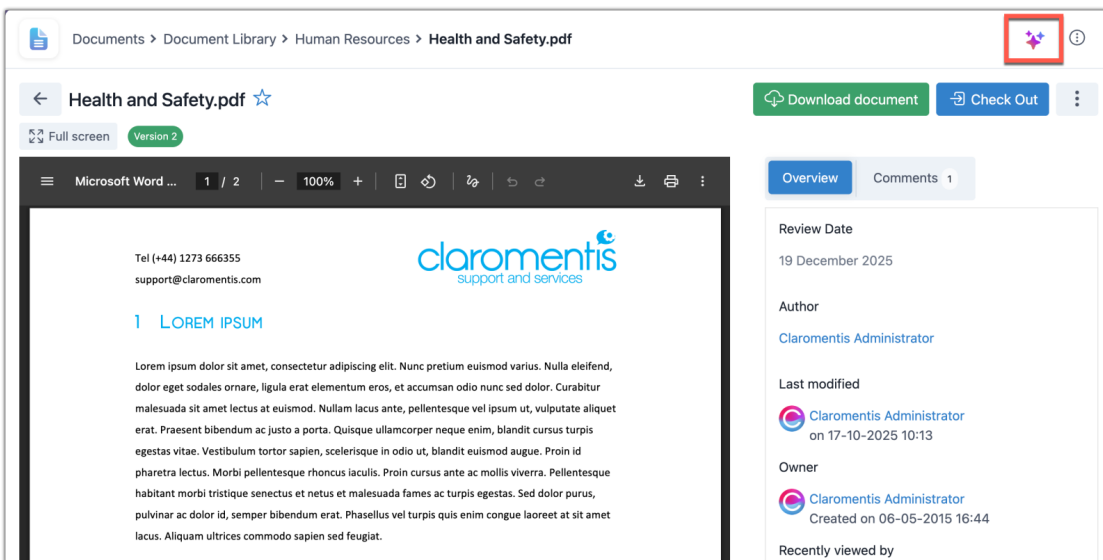 Documents > Document Library > Human Resources > Health and Safety.pdf
Health and Safety.pdf
Download document
Check Out
Full screen
Version 2
Microsoft Word ...
1 / 2
100%
Overview
Comments 1
Tel (+44) 1273 666355
support@claromentis.com
claromentis
support and services
1 LOREM IPSUM
Lorem ipsum dolor sit amet, consectetur adipiscing elit. Nunc pretium euismod varius. Nulla eleifend,
dolor eget sodales ornare, ligula erat elementum eros, et accumsan odio nunc sed dolor. Curabitur
malesuada sit amet lectus at euismod. Nullam lacus ante, pellentesque vel ipsum ut, vulputate aliquet
erat. Praesent bibendum ac justo a porta. Quisque ullamcorper neque enim, blandit cursus turpis
egestas vitae. Vestibulum tortor sapien, scelerisque in odio ut, blandit euismod augue. Proin id
pharetra lectus. Morbi pellentesque rhoncus iaculis. Proin cursus ante ac mollis viverra. Pellentesque
habitant morbi tristique senectus et netus et malesuada fames ac turpis egestas. Sed dolor purus,
pulvinar ac dolor id, semper bibendum erat. Phasellus vel turpis quis enim congue laoreet at sit amet
lacus. Aliquam ultrices commodo sapien sed feugiat.
Review Date
19 December 2025
Author
Claromentis Administrator
Last modified
Claromentis Administrator
on 17-10-2025 10:13
Owner
Claromentis Administrator
Created on 06-05-2015 16:44
Recently viewed by